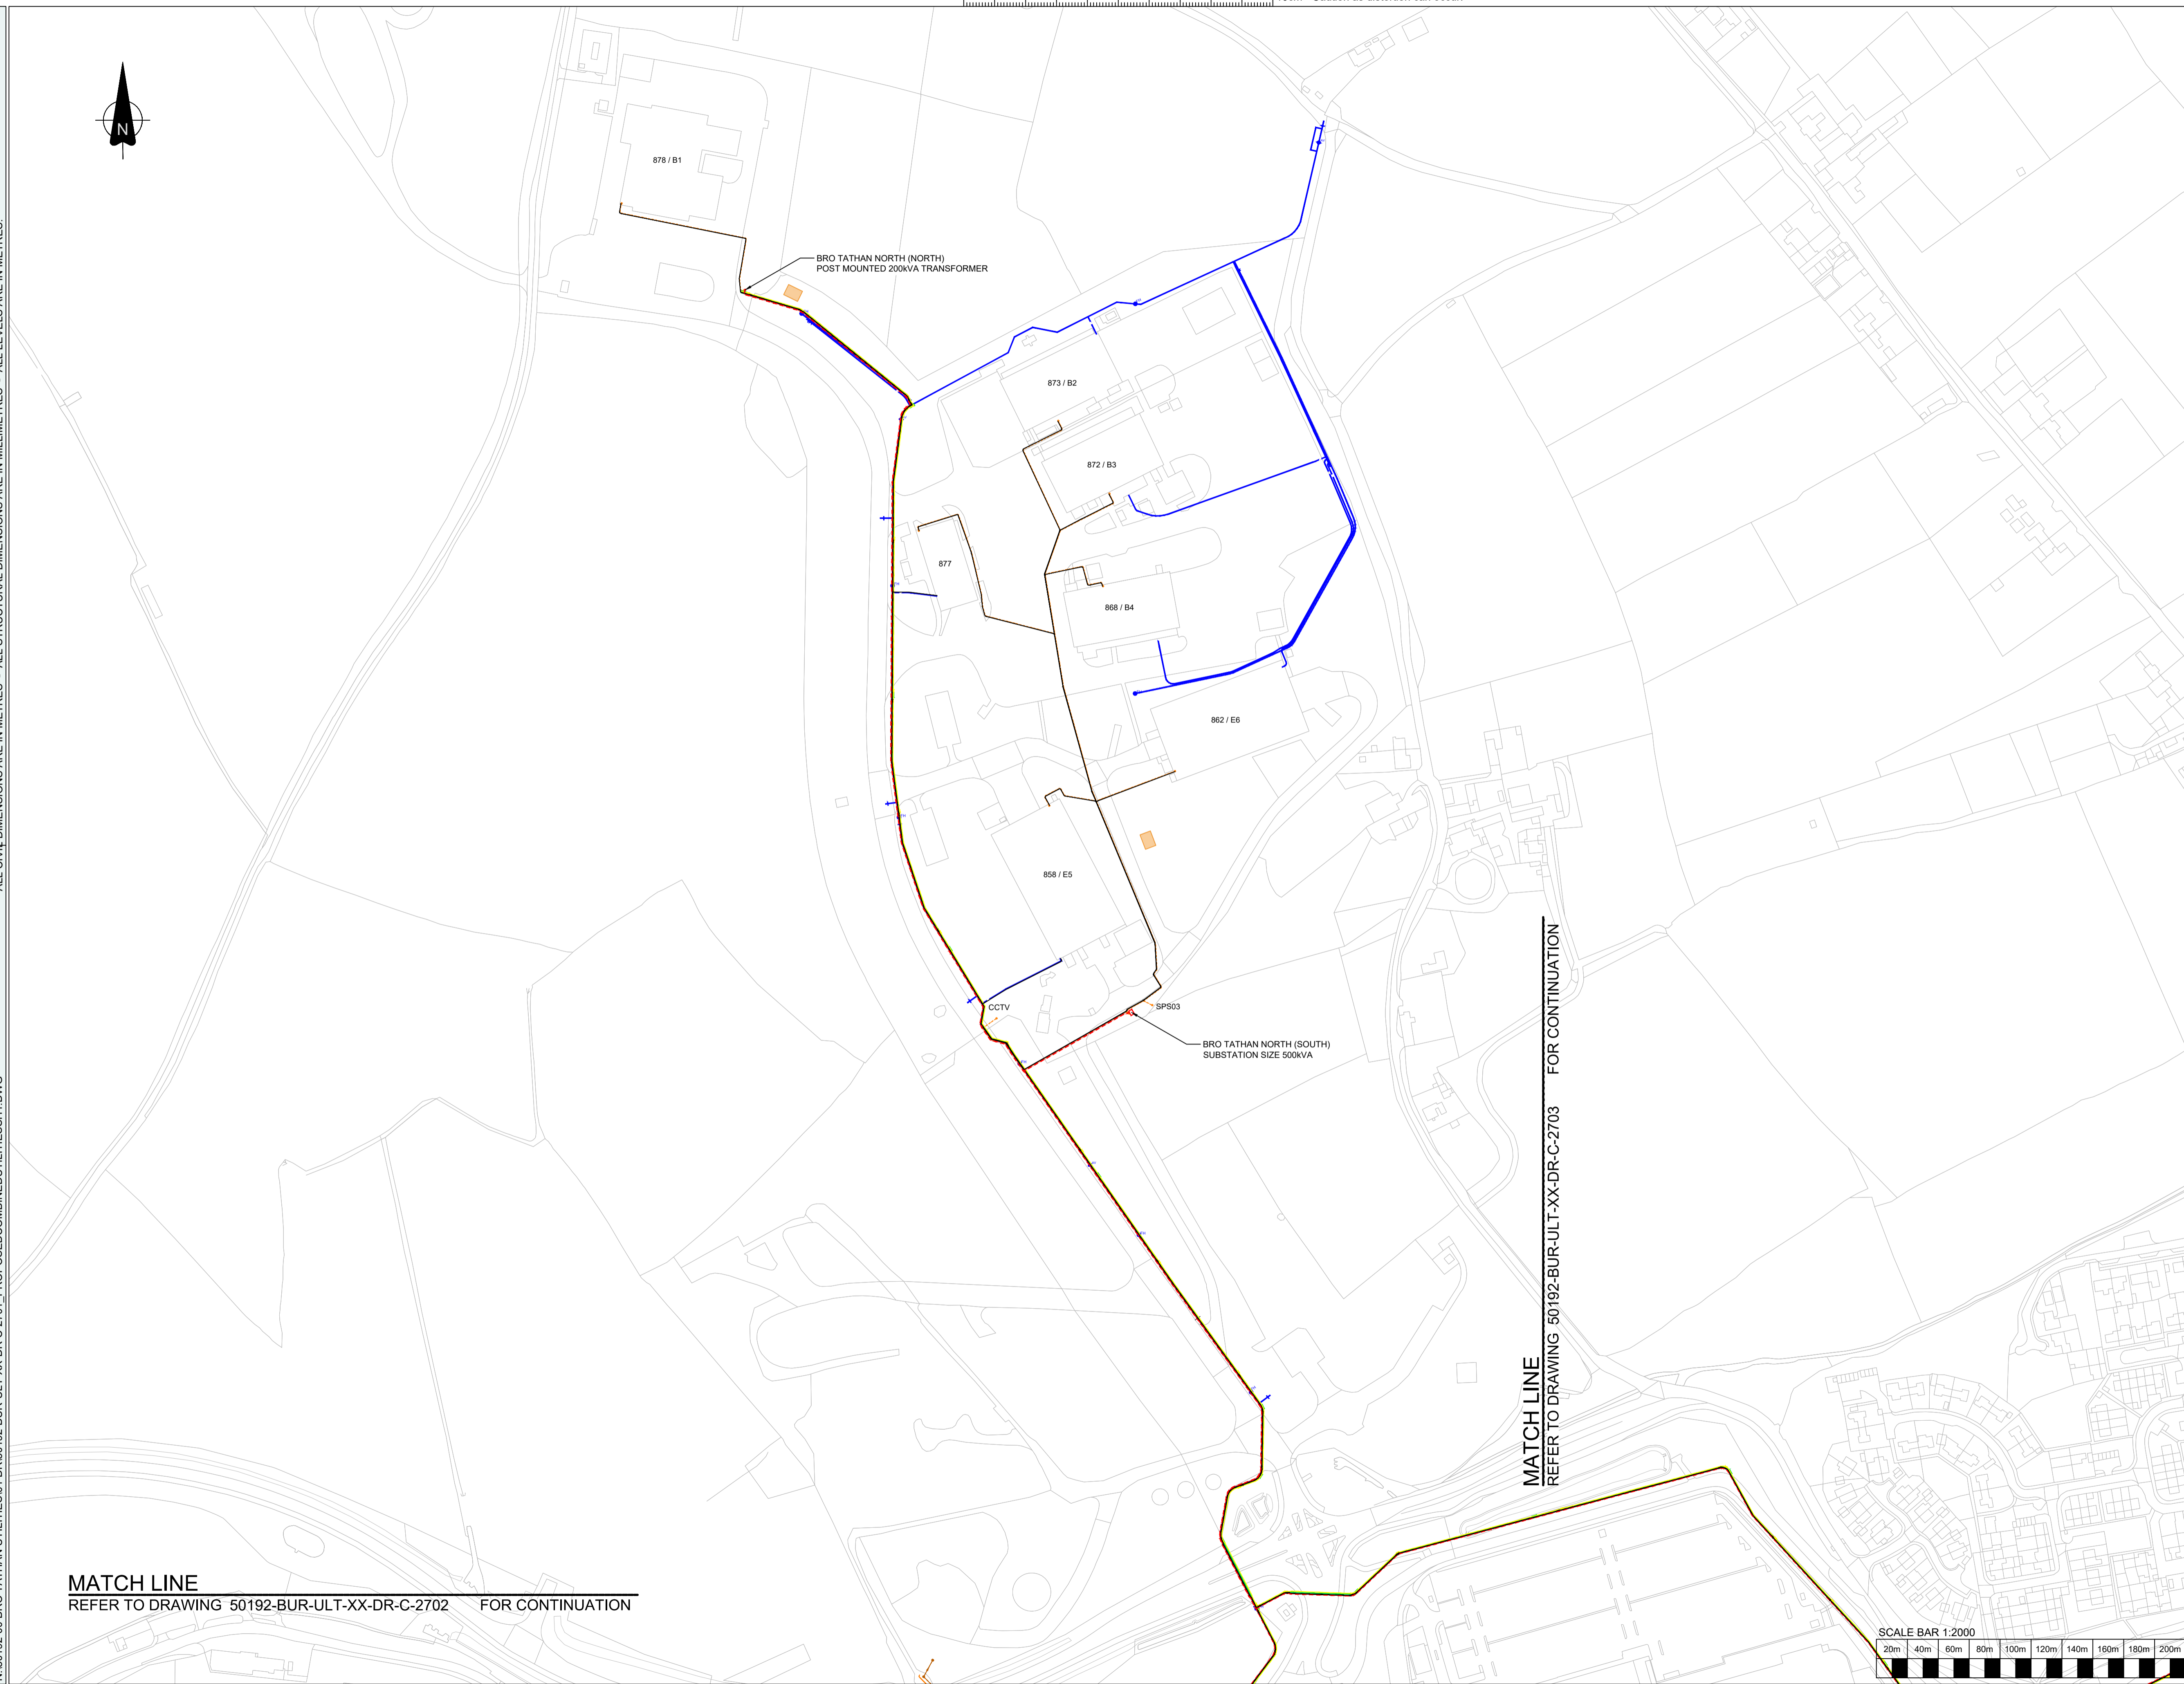 N
878 / B1
BRO TATHAN NORTH (NORTH)
POST MOUNTED 200kVA TRANSFORMER
873 / B2
872 / B3
877
868 / B4
862 / E6
858 / E5
CCTV
SPS03
BRO TATHAN NORTH (SOUTH)
SUBSTATION SIZE 500kVA
MATCH LINE
REFER TO DRAWING 50192-BUR-ULT-XX-DR-C-2703 FOR CONTINUATION
MATCH LINE
REFER TO DRAWING 50192-BUR-ULT-XX-DR-C-2702 FOR CONTINUATION
SCALE BAR 1:2000
20m 40m 60m 80m 100m 120m 140m 160m 180m 200m